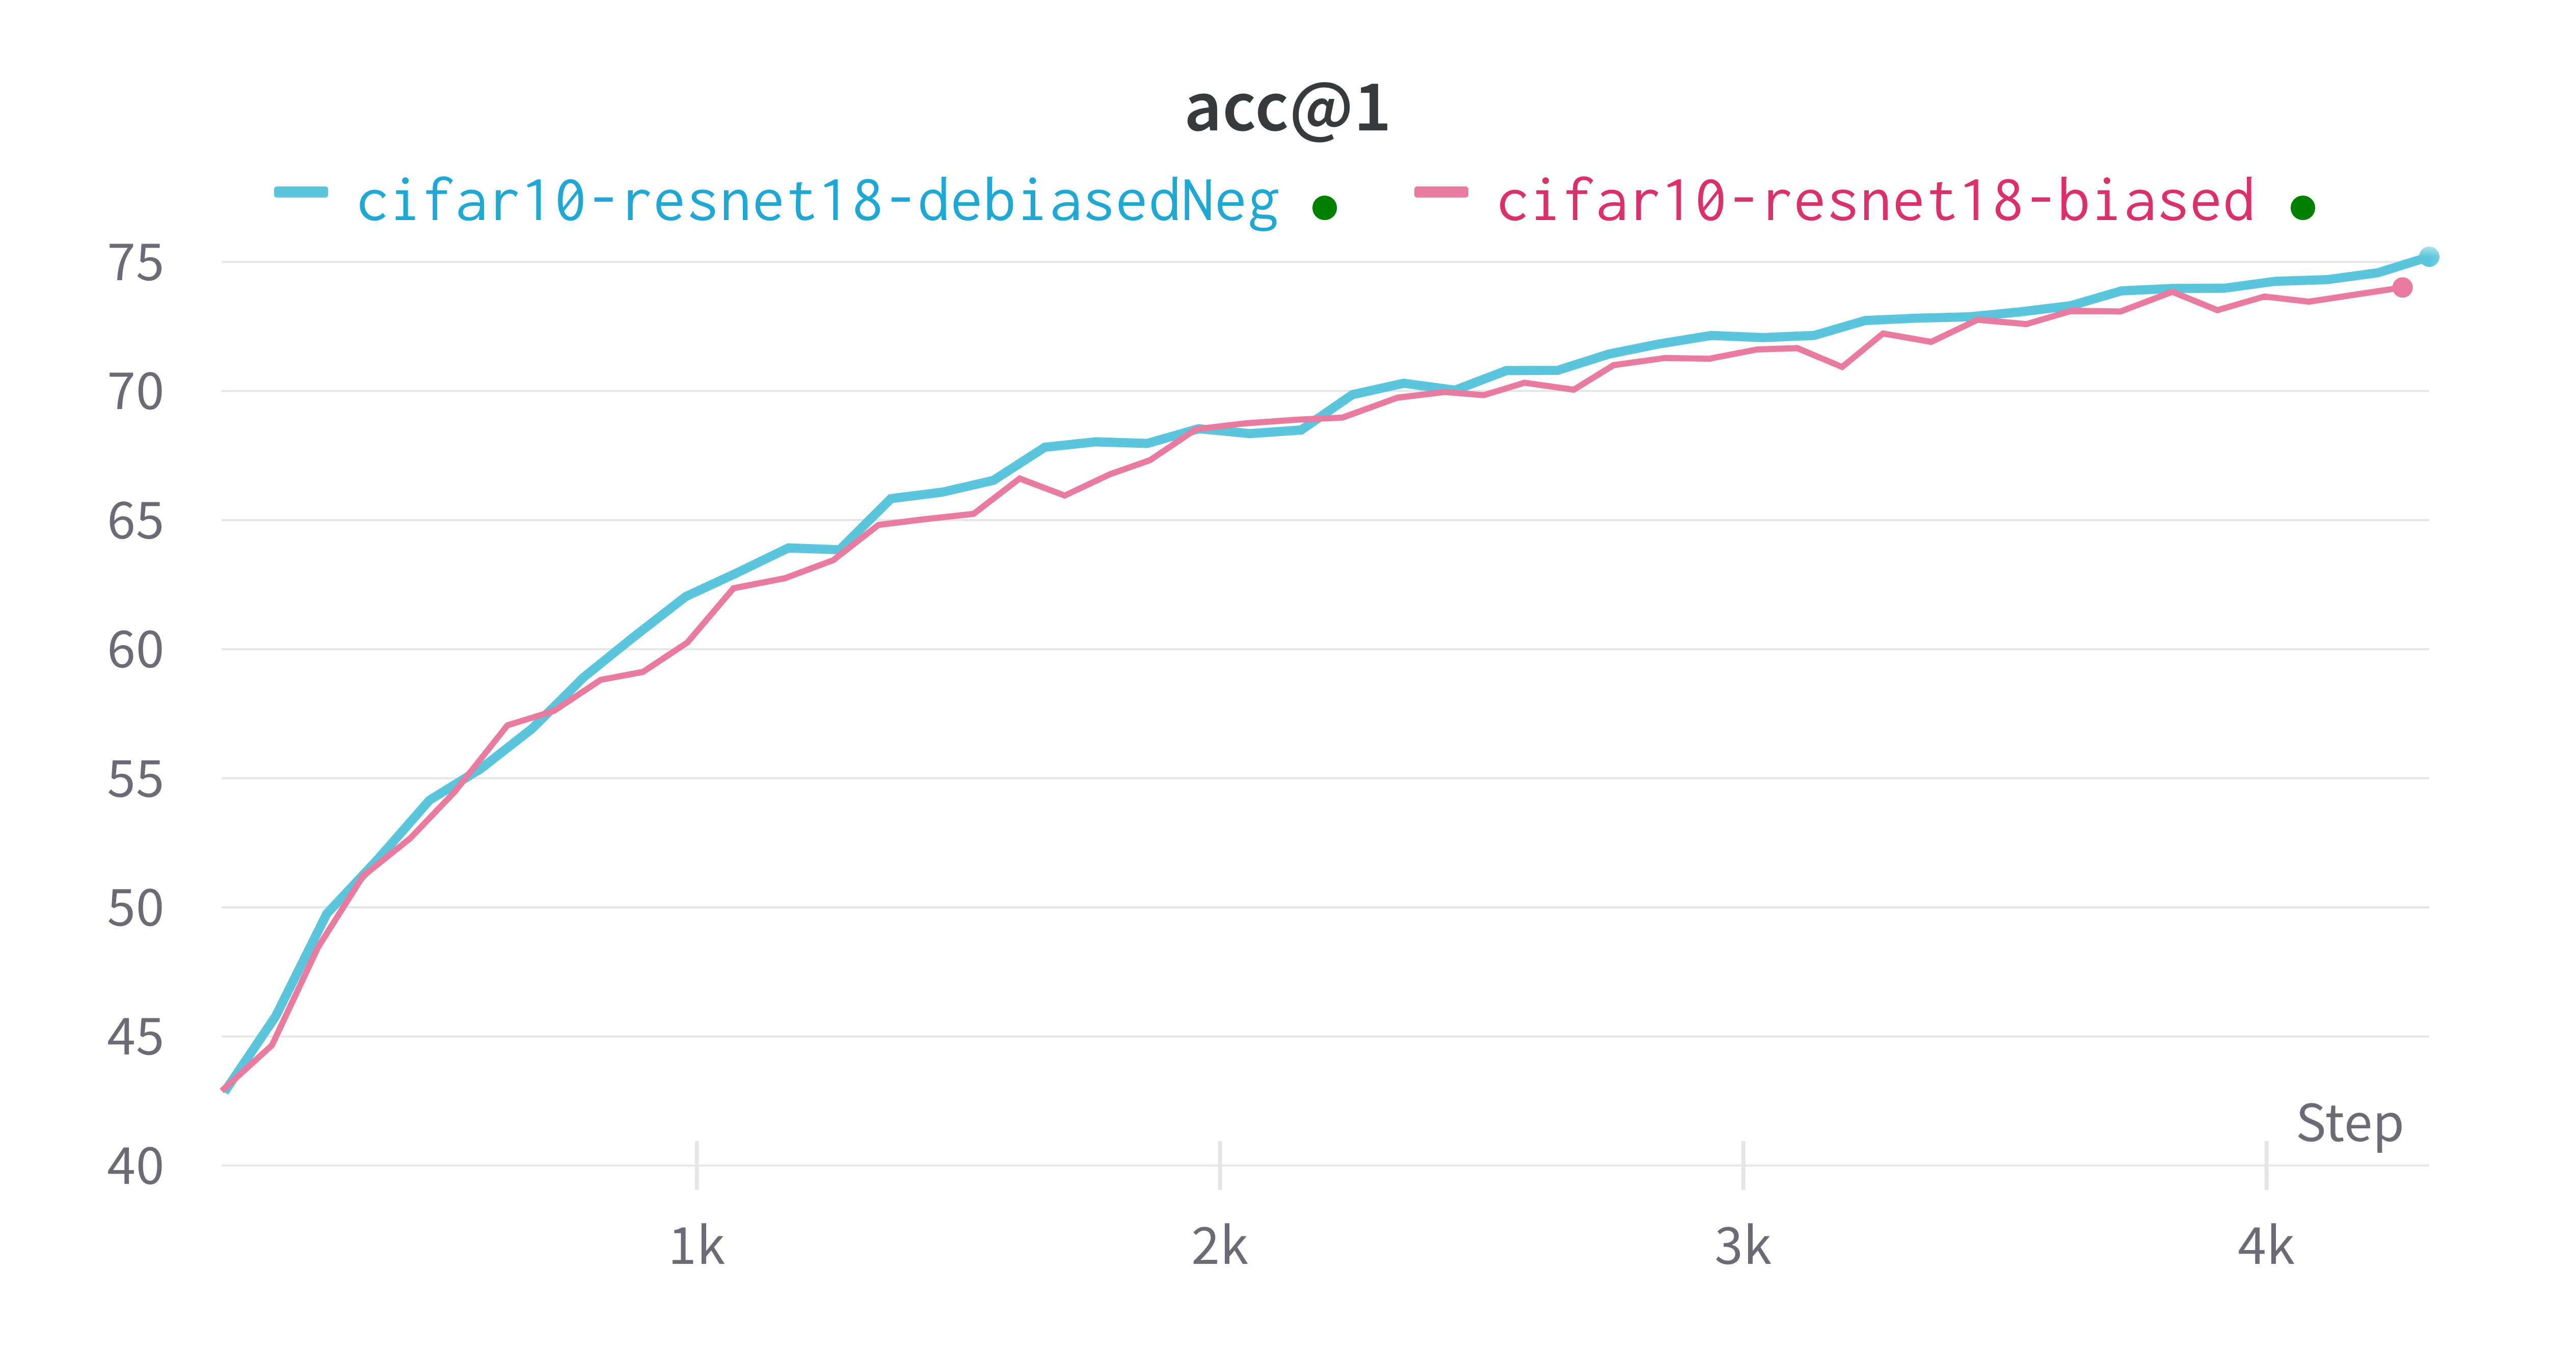 acc@1
cifar10-resnet18-debiasedNeg cifar10-resnet18-biased
75
70
65
60
55
50
45
Step
40
1k 2k 3k 4k